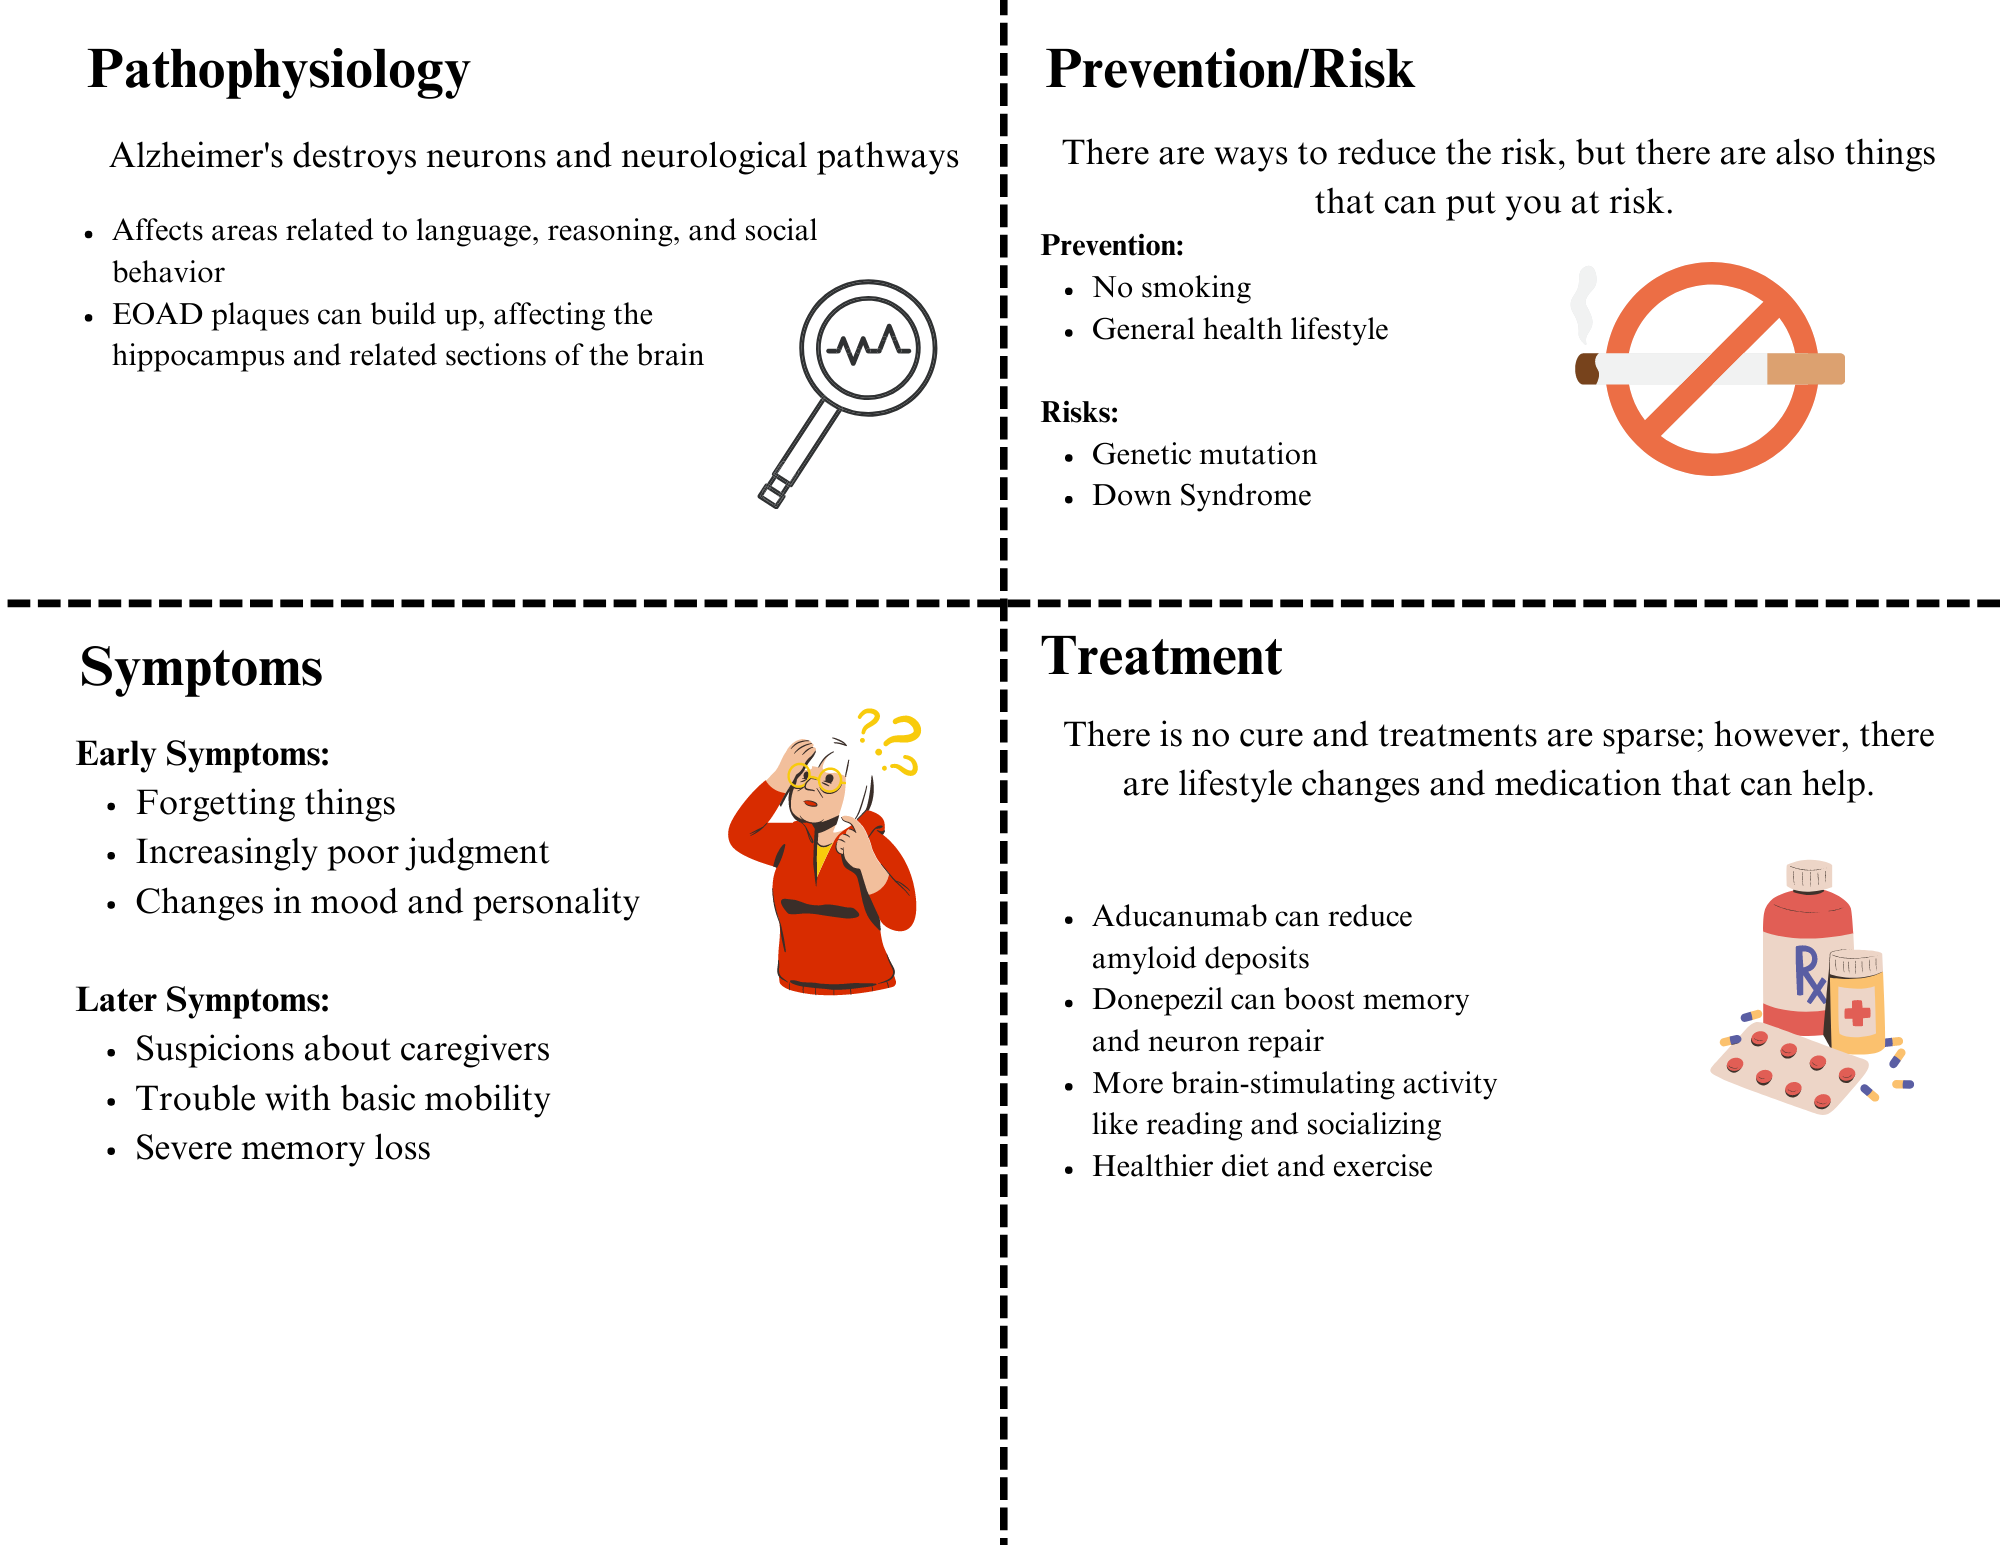 Pathophysiology
Alzheimer's destroys neurons and neurological pathways
• Affects areas related to language, reasoning, and social
behavior
• EOAD plaques can build up, affecting the
hippocampus and related sections of the brain
Prevention/Risk
There are ways to reduce the risk, but there are also things
that can put you at risk.
Prevention:
• No smoking
• General health lifestyle
Risks:
• Genetic mutation
• Down Syndrome
Symptoms
Early Symptoms:
• Forgetting things
• Increasingly poor judgment
• Changes in mood and personality
Later Symptoms:
• Suspicions about caregivers
• Trouble with basic mobility
• Severe memory loss
? ? ?
Treatment
There is no cure and treatments are sparse; however, there
are lifestyle changes and medication that can help.
• Aducanumab can reduce
amyloid deposits
• Donepezil can boost memory
and neuron repair
• More brain-stimulating activity
like reading and socializing
• Healthier diet and exercise
Rx